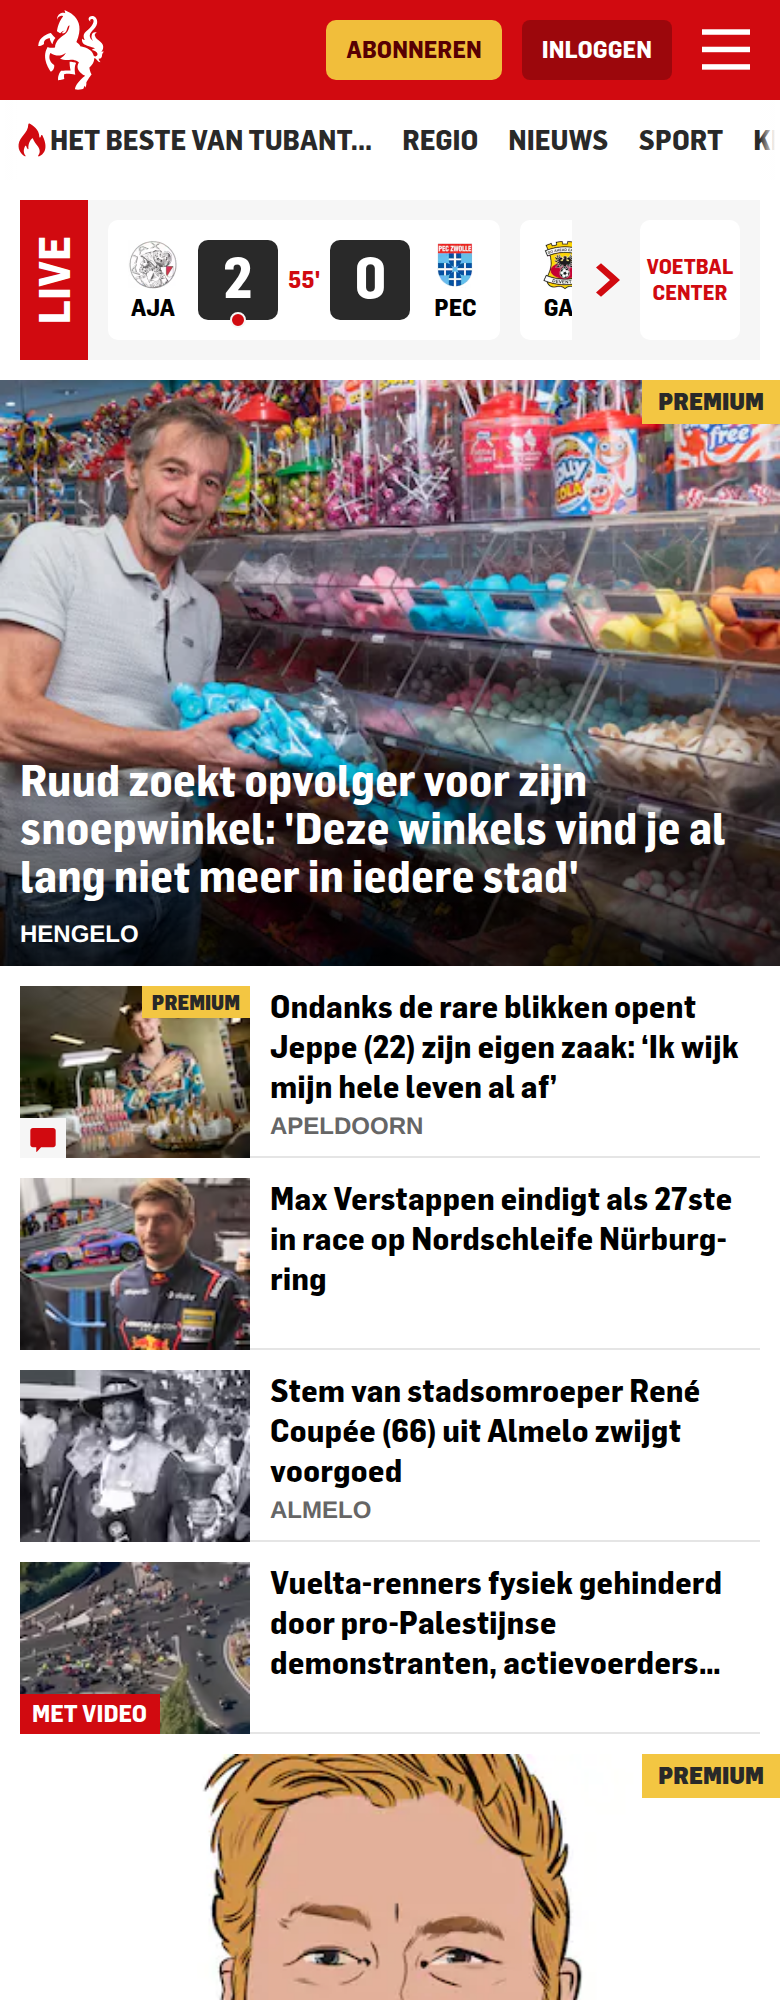 ABONNEREN
INLOGGEN
HET BESTE VAN TUBANT...
REGIO
NIEUWS
SPORT
LIVE
AJA
2
55'
0
PEC ZWOLLE
PEC
GA
VOETBAL
CENTER
PREMIUM
free
Ruud zoekt opvolger voor zijn
snoepwinkel: 'Deze winkels vind je al
lang niet meer in iedere stad'
HENGELO
PREMIUM
Ondanks de rare blikken opent
Jeppe (22) zijn eigen zaak: ‘Ik wijk
mijn hele leven al af’
APELDOORN
Max Verstappen eindigt als 27ste
in race op Nordschleife Nürburg-
ring
Stem van stadsomroeper René
Coupée (66) uit Almelo zwijgt
voorgoed
ALMELO
MET VIDEO
Vuelta-renners fysiek gehinderd
door pro-Palestijnse
demonstranten, actievoerders...
PREMIUM